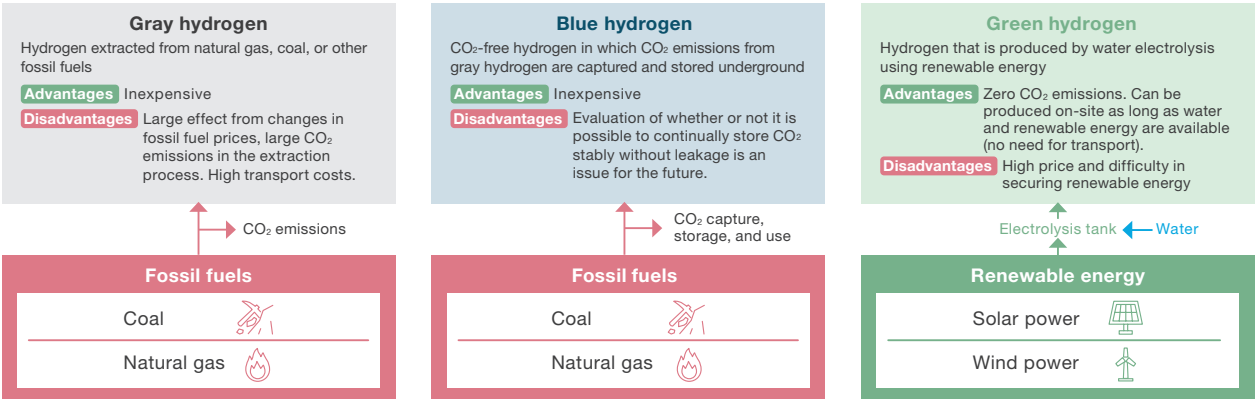 Gray hydrogen
Hydrogen extracted from natural gas, coal, or other
fossil fuels
Advantages Inexpensive
Disadvantages Large effect from changes in
fossil fuel prices, large CO₂
emissions in the extraction
process. High transport costs.
CO₂ emissions
Fossil fuels
Coal
Natural gas
Blue hydrogen
CO₂-free hydrogen in which CO₂ emissions from
gray hydrogen are captured and stored underground
Advantages Inexpensive
Disadvantages Evaluation of whether or not it is
possible to continually store CO₂
stably without leakage is an
issue for the future.
CO₂ capture,
storage, and use
Fossil fuels
Coal
Natural gas
Green hydrogen
Hydrogen that is produced by water electrolysis
using renewable energy
Advantages Zero CO₂ emissions. Can be
produced on-site as long as water
and renewable energy are available
(no need for transport).
Disadvantages High price and difficulty in
securing renewable energy
Electrolysis tank Water
Renewable energy
Solar power
Wind power